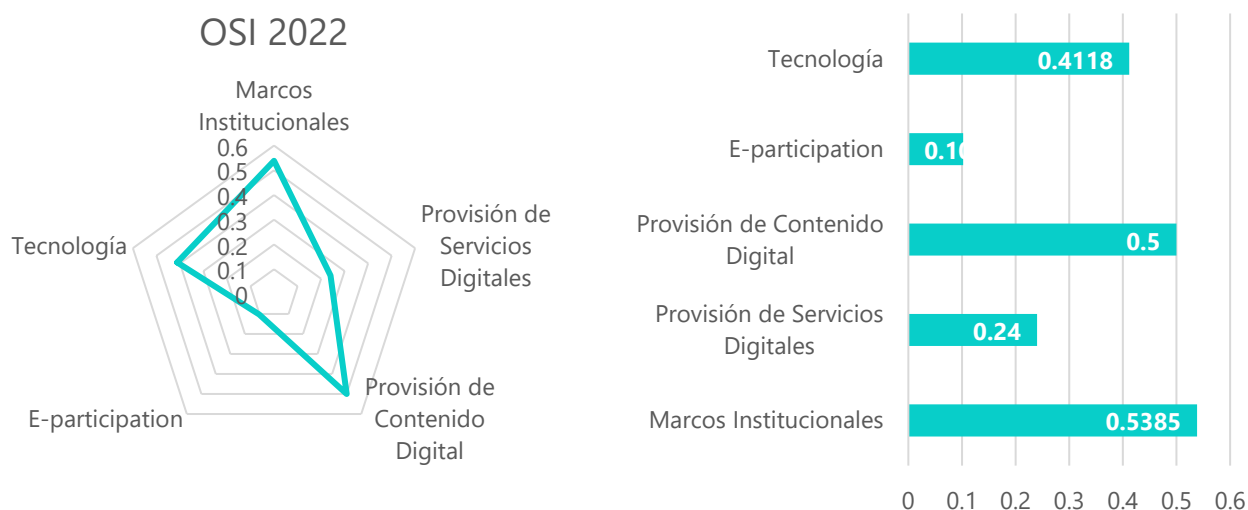 OSI 2022
Marcos
Institucionales
0.6
0.5
0.4
0.3
0.2
0.1
0
Provisión de
Servicios
Digitales
Tecnología
Provisión de
Contenido
Digital
E-participation
Tecnología
0.4118
E-participation
Provisión de Contenido
Digital
0.5
Provisión de Servicios
Digitales
0.24
Marcos Institucionales
0.5385
0 0.1 0.2 0.3 0.4 0.5 0.6